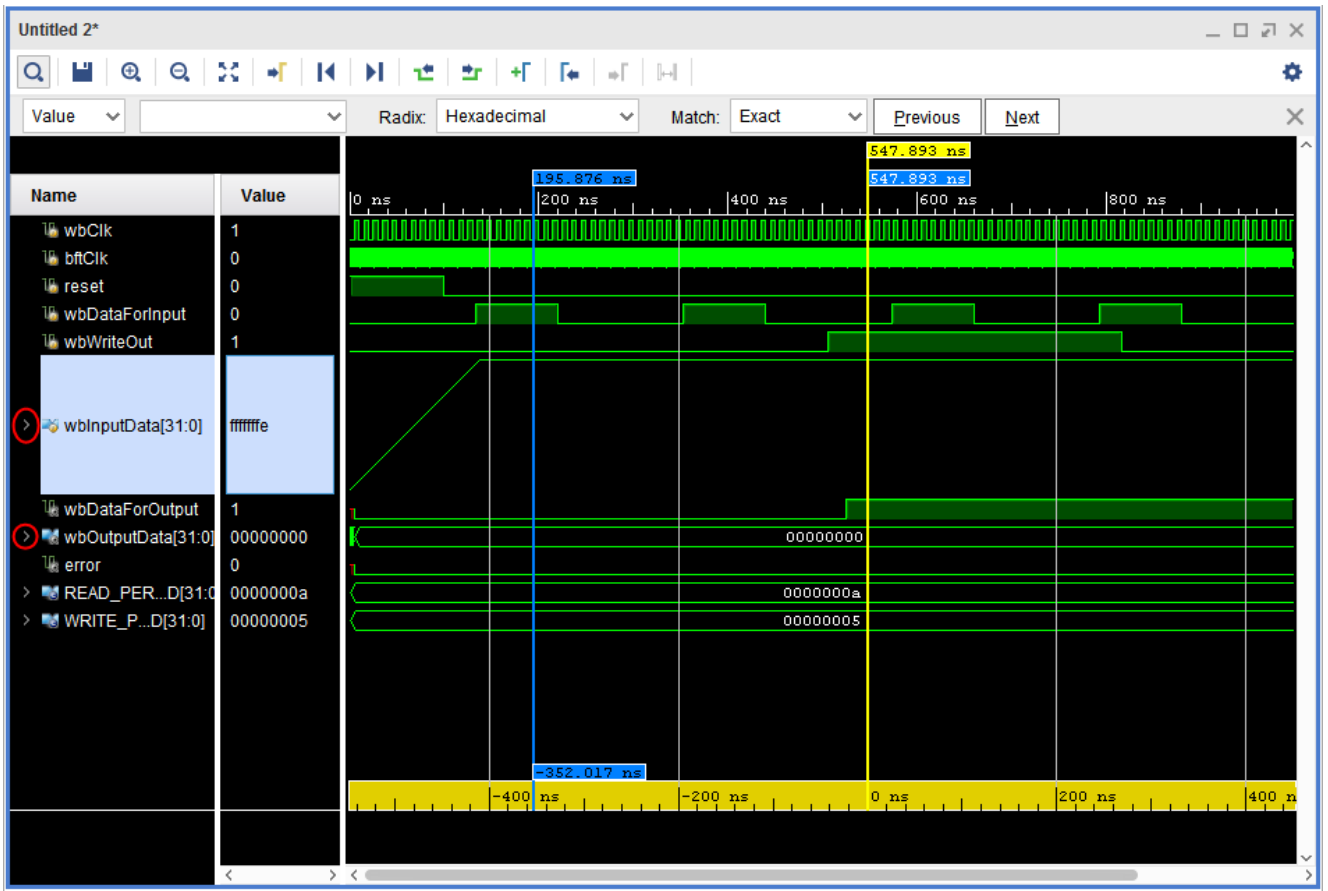 Untitled 2*
Value Radix: Hexadecimal Match: Exact Previous Next
547.893 ns
195.876 ns 547.893 ns
Name Value 0 ns 200 ns 400 ns 600 ns 800 ns
wbClk 1
bftClk 0
reset 0
wbDataForInput 0
wbWriteOut 1
wbInputData[31:0] fffffffe
wbDataForOutput 1
wbOutputData[31:0] 00000000 00000000
error 0
READ_PER...D[31:0 0000000a 0000000a
WRITE_P...D[31:0] 00000005 00000005
-352.017 ns
-400 ns -200 ns 0 ns 200 ns 400 n